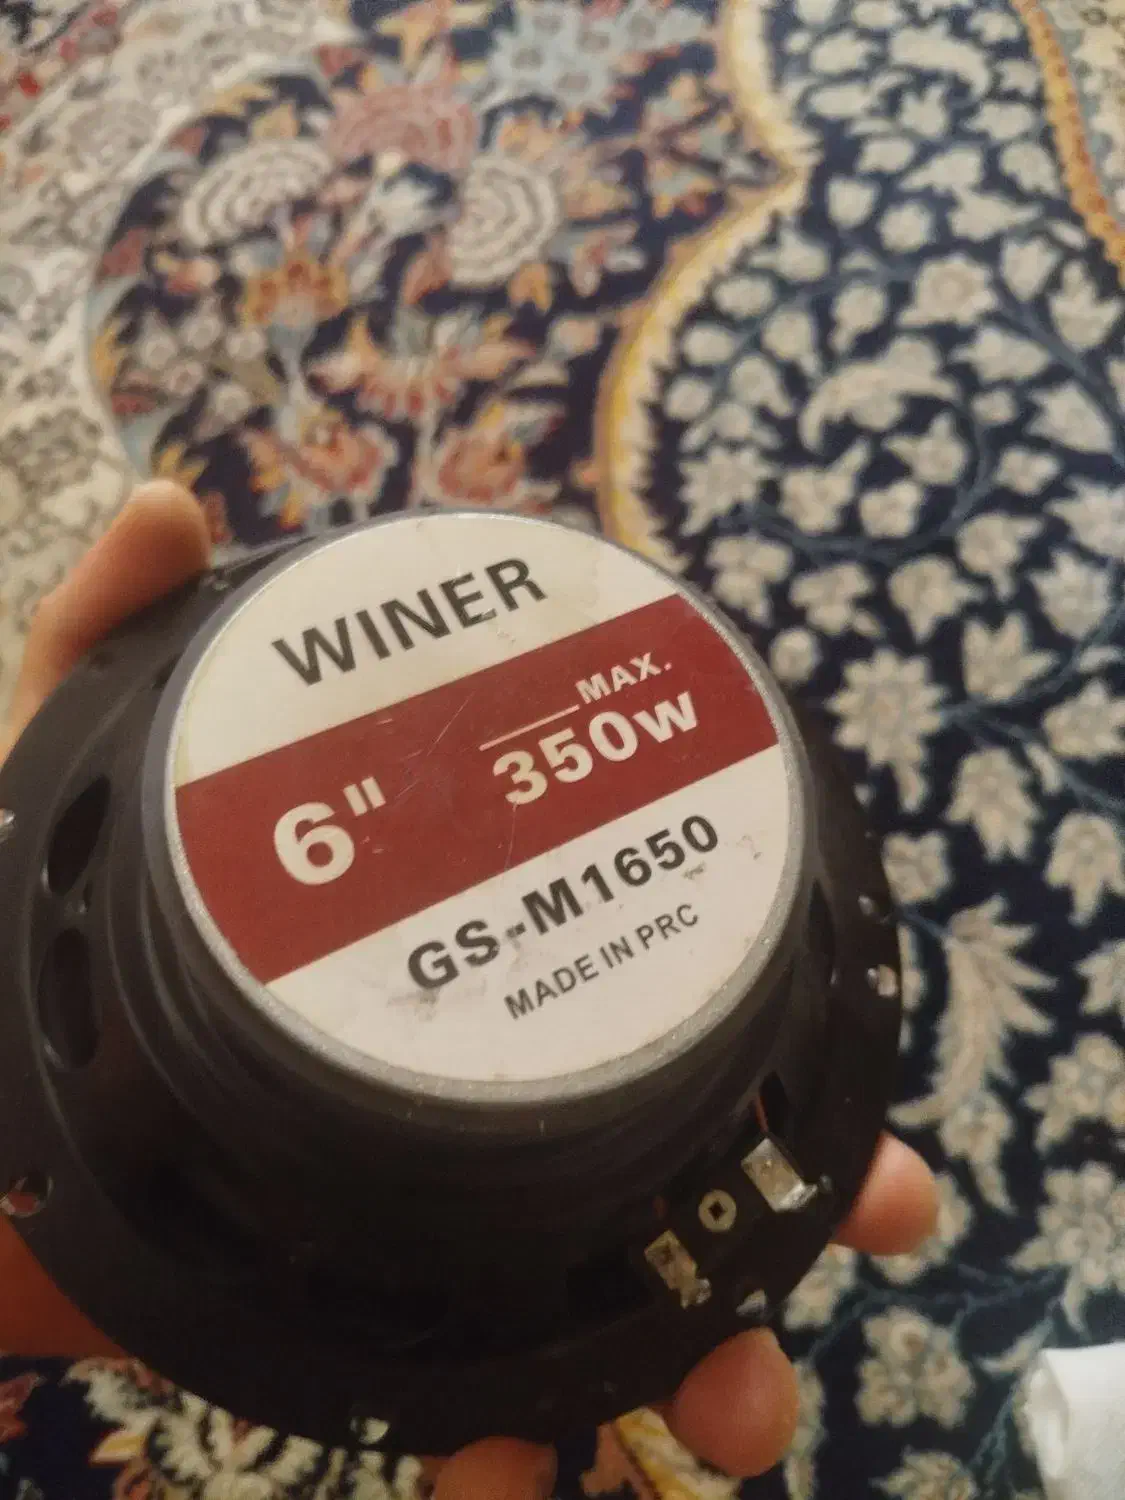 WINER
6" MAX.
350w
GS-M1650
MADE IN PRC